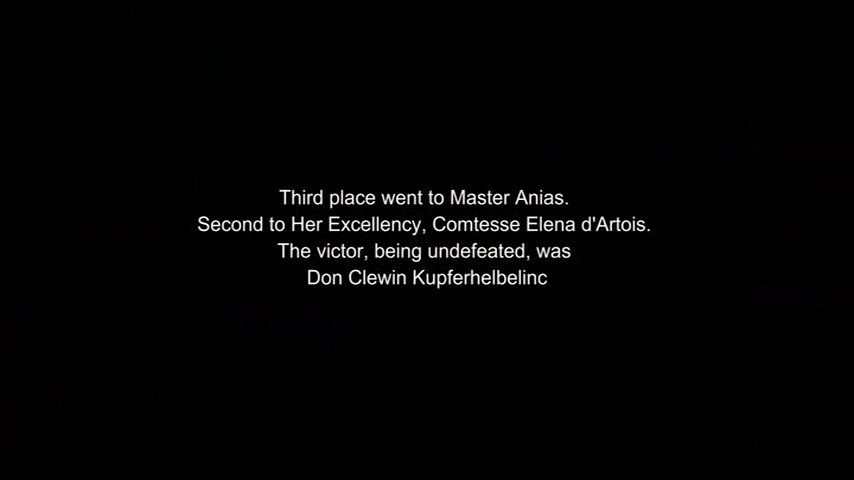 Third place went to Master Anias.
Second to Her Excellency, Comtesse Elena d'Artois.
The victor, being undefeated, was
Don Clewin Kupferhelbelinc